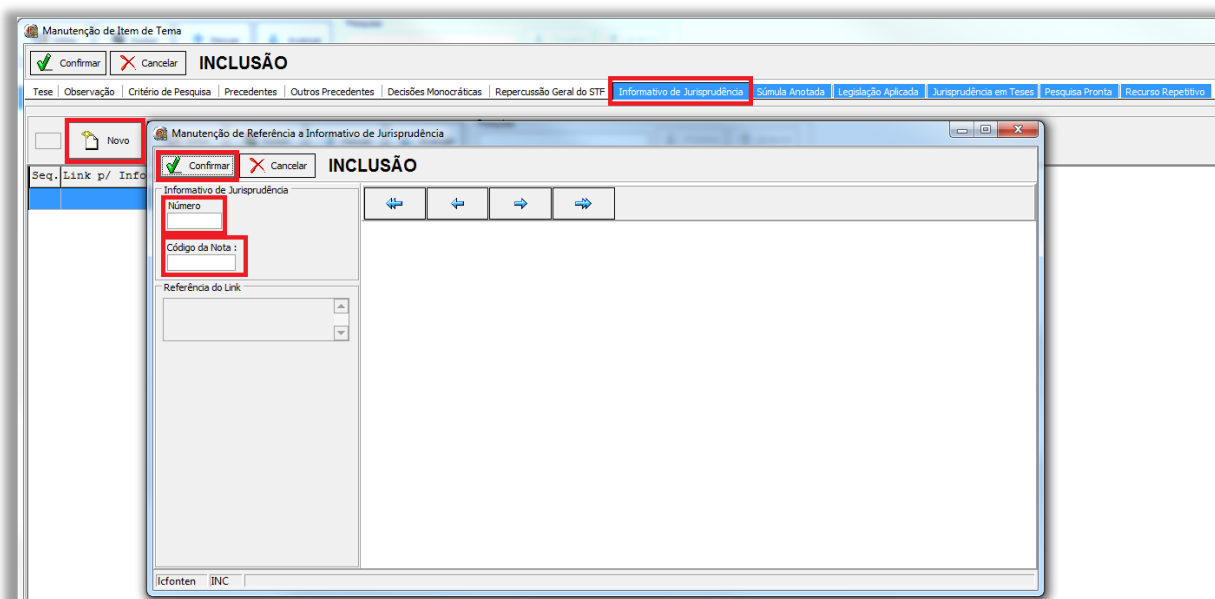 Manutenção de Item de Tema
Confirmar Cancelar INCLUSÃO
Tese Observação Critério de Pesquisa Precedentes Outros Precedentes Decisões Monocráticas Repercussão Geral do STF Informativo de Jurisprudência Súmula Anotada Legislação Aplicada Jurisprudência em Teses Pesquisa Pronta Recurso Repetitivo
Novo
Seq. Link p/ Info
Manutenção de Referência a Informativo de Jurisprudência
Confirmar Cancelar INCLUSÃO
Informativo de Jurisprudência
Número
Código da Nota :
Referência do Link
lcfonten INC